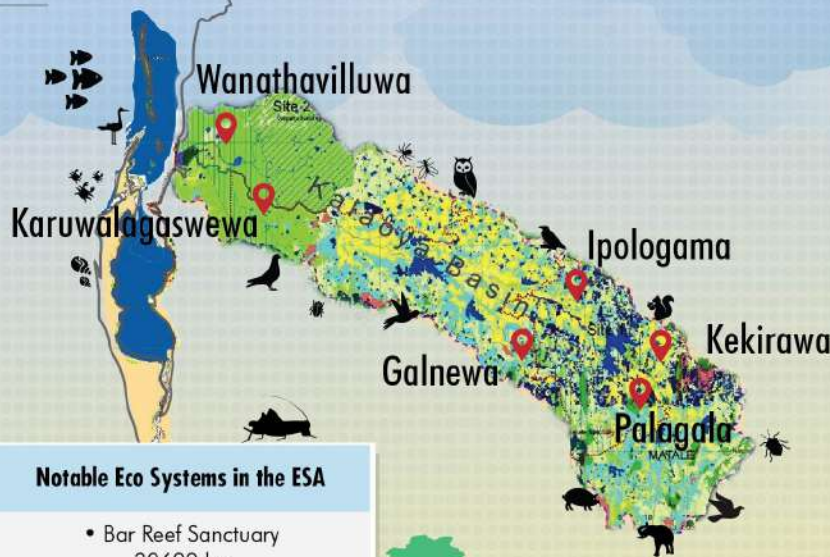 Wanathavilluwa
Site 2
Karuwalagaswewa
Kalaoya Basin
Ipologama
Site
Kekirawa
Galnewa
Palagala
MATALE
Notable Eco Systems in the ESA
• Bar Reef Sanctuary